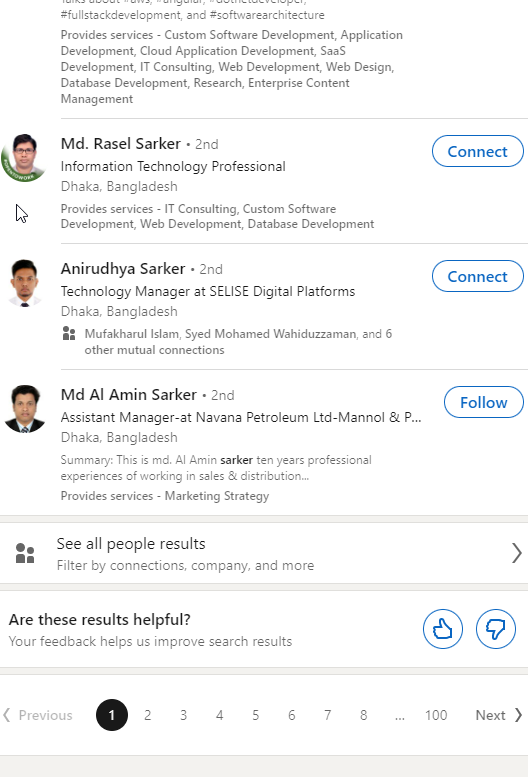 Talks about #aws, #angular, #dotnetdeveloper,
#fullstackdevelopment, and #softwarearchitecture
Provides services - Custom Software Development, Application
Development, Cloud Application Development, SaaS
Development, IT Consulting, Web Development, Web Design,
Database Development, Research, Enterprise Content
Management
Md. Rasel Sarker • 2nd
Connect
Information Technology Professional
Dhaka, Bangladesh
Provides services - IT Consulting, Custom Software
Development, Web Development, Database Development
Anirudhya Sarker • 2nd
Connect
Technology Manager at SELISE Digital Platforms
Dhaka, Bangladesh
Mufakharul Islam, Syed Mohamed Wahiduzzaman, and 6
other mutual connections
Md Al Amin Sarker • 2nd
Follow
Assistant Manager-at Navana Petroleum Ltd-Mannol & P...
Dhaka, Bangladesh
Summary: This is md. Al Amin sarker ten years professional
experiences of working in sales & distribution...
Provides services - Marketing Strategy
See all people results
Filter by connections, company, and more
Are these results helpful?
Your feedback helps us improve search results
Previous 1 2 3 4 5 6 7 8 ... 100 Next